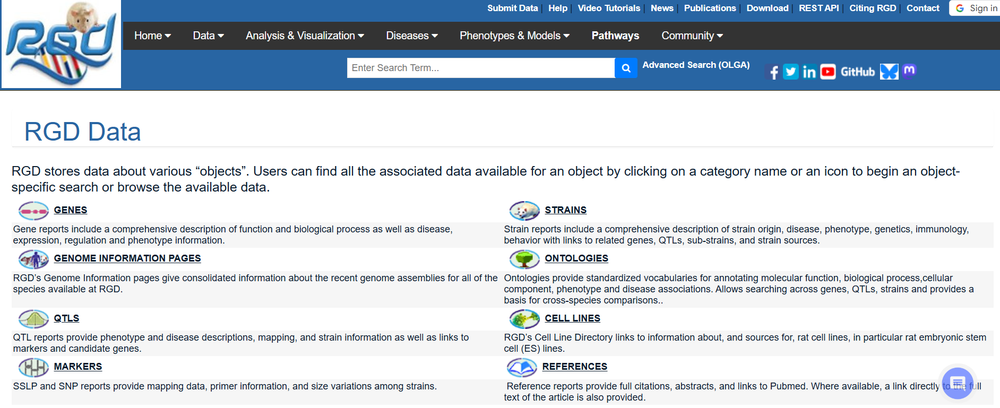 RGD
Submit Data | Help | Video Tutorials | News | Publications | Download | REST API | Citing RGD | Contact
Sign in
Home Data Analysis & Visualization Diseases Phenotypes & Models Pathways Community
Enter Search Term...
Advanced Search (OLGA)
GitHub
RGD Data
RGD stores data about various “objects”. Users can find all the associated data available for an object by clicking on a category name or an icon to begin an object-
specific search or browse the available data.
GENES
Gene reports include a comprehensive description of function and biological process as well as disease,
expression, regulation and phenotype information.
STRAINS
Strain reports include a comprehensive description of strain origin, disease, phenotype, genetics, immunology,
behavior with links to related genes, QTLs, sub-strains, and strain sources.
GENOME INFORMATION PAGES
RGD’s Genome Information pages give consolidated information about the recent genome assemblies for all of the
species available at RGD.
ONTOLOGIES
Ontologies provide standardized vocabularies for annotating molecular function, biological process,cellular
component, phenotype and disease associations. Allows searching across genes, QTLs, strains and provides a
basis for cross-species comparisons..
QTLS
QTL reports provide phenotype and disease descriptions, mapping, and strain information as well as links to
markers and candidate genes.
CELL LINES
RGD’s Cell Line Directory links to information about, and sources for, rat cell lines, in particular rat embryonic stem
cell (ES) lines.
MARKERS
SSLP and SNP reports provide mapping data, primer information, and size variations among strains.
REFERENCES
Reference reports provide full citations, abstracts, and links to Pubmed. Where available, a link directly to the full
text of the article is also provided.